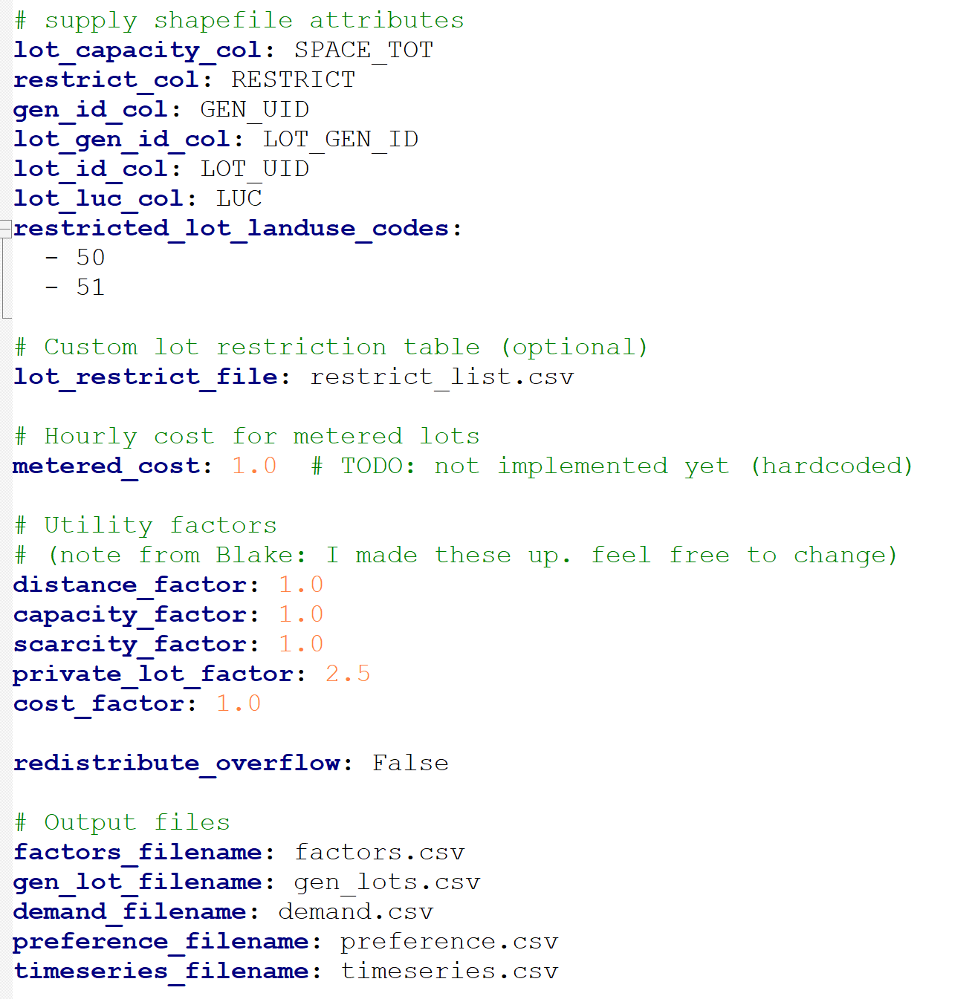 # supply shapefile attributes
lot_capacity_col: SPACE_TOT
restrict_col: RESTRICT
gen_id_col: GEN_UID
lot_gen_id_col: LOT_GEN_ID
lot_id_col: LOT_UID
lot_luc_col: LUC
restricted_lot_landuse_codes:
  - 50
  - 51

# Custom lot restriction table (optional)
lot_restrict_file: restrict_list.csv

# Hourly cost for metered lots
metered_cost: 1.0  # TODO: not implemented yet (hardcoded)

# Utility factors
# (note from Blake: I made these up. feel free to change)
distance_factor: 1.0
capacity_factor: 1.0
scarcity_factor: 1.0
private_lot_factor: 2.5
cost_factor: 1.0

redistribute_overflow: False

# Output files
factors_filename: factors.csv
gen_lot_filename: gen_lots.csv
demand_filename: demand.csv
preference_filename: preference.csv
timeseries_filename: timeseries.csv